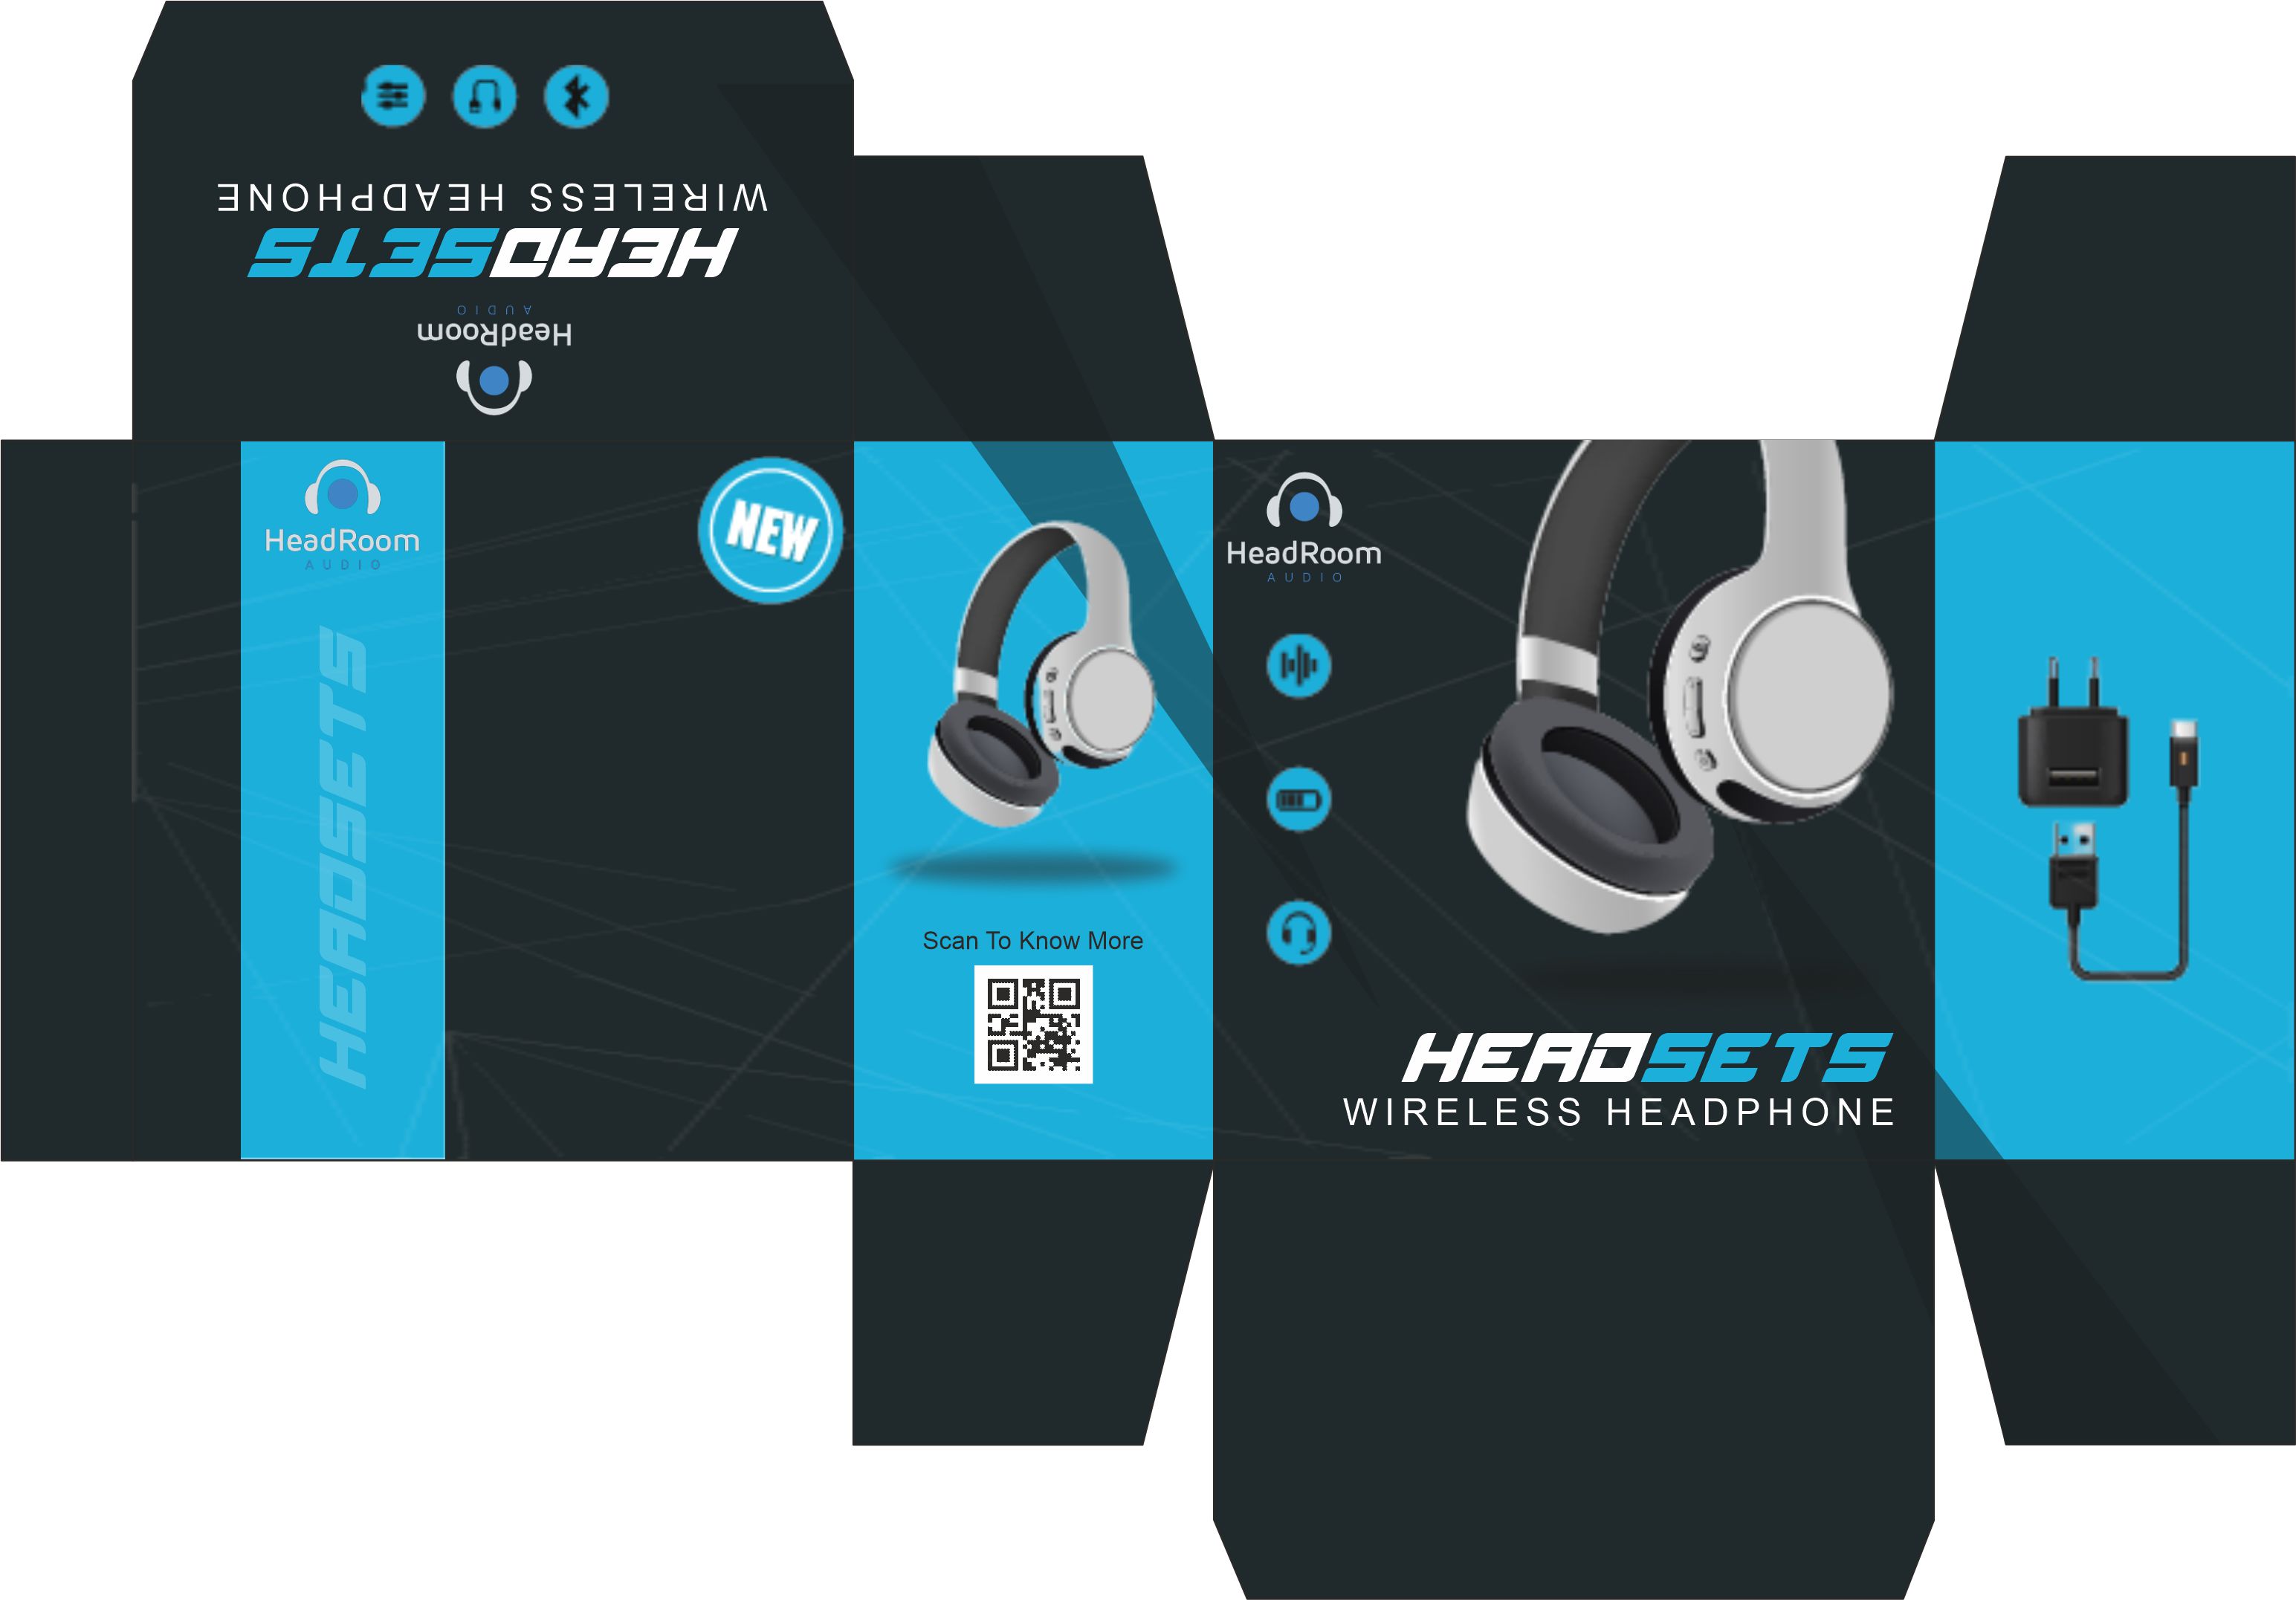 WIRELESS HEADPHONE
HEADSETS
AUDIO
HeadRoom
HeadRoom
AUDIO
HEADSETS
NEW
Scan To Know More
HeadRoom
AUDIO
HEADSETS
WIRELESS HEADPHONE